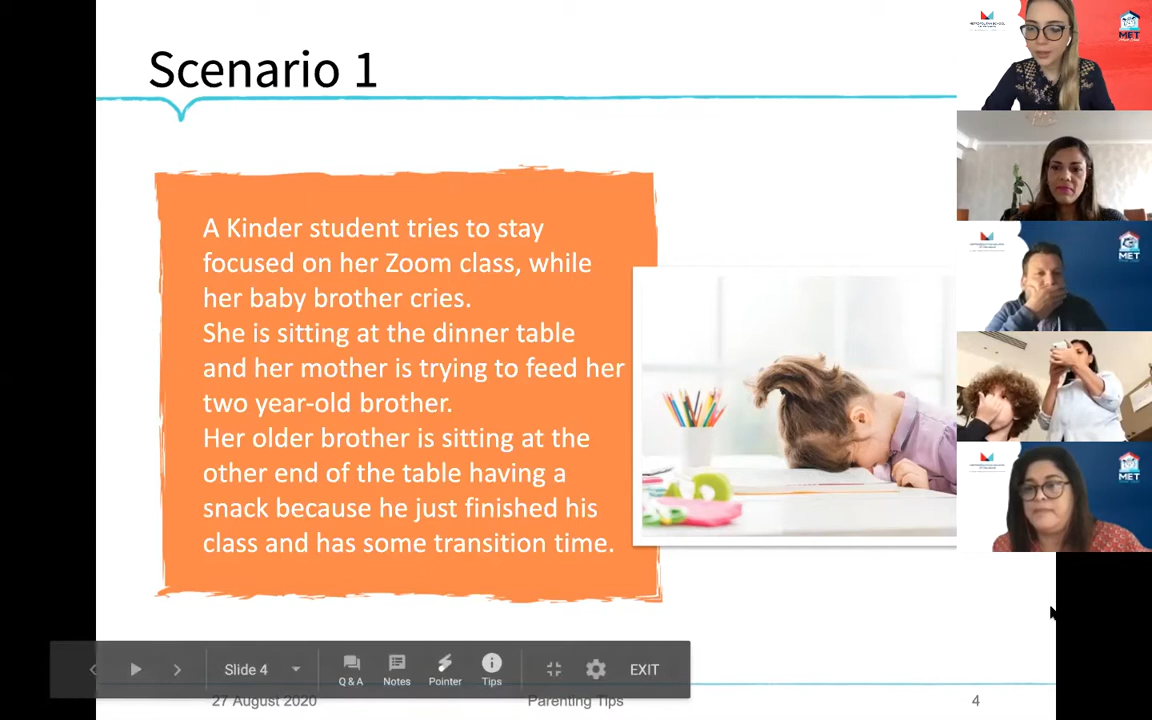 Scenario 1
A Kinder student tries to stay
focused on her Zoom class, while
her baby brother cries.
She is sitting at the dinner table
and her mother is trying to feed her
two year-old brother.
Her older brother is sitting at the
other end of the table having a
snack because he just finished his
class and has some transition time.
MET
MET
MET
Slide 4
Q & A
Notes
Pointer
Tips
EXIT
27 August 2020
Parenting Tips
4